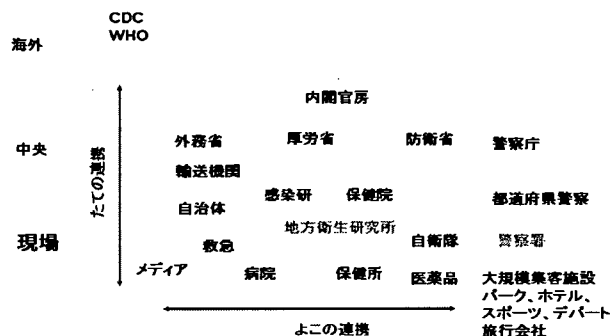 CDC
WHO
海外
内閣官房
中央
外務省 厚労省 防衛省 警察庁
輸送機関
たての連携
感染研 保健院 都道府県警察
自治体
地方衛生研究所
現場
救急 自衛隊 警察署
メディア 病院 保健所 医薬品 大規模集客施設
パーク、ホテル、
スポーツ、デパート
旅行会社
よこの連携